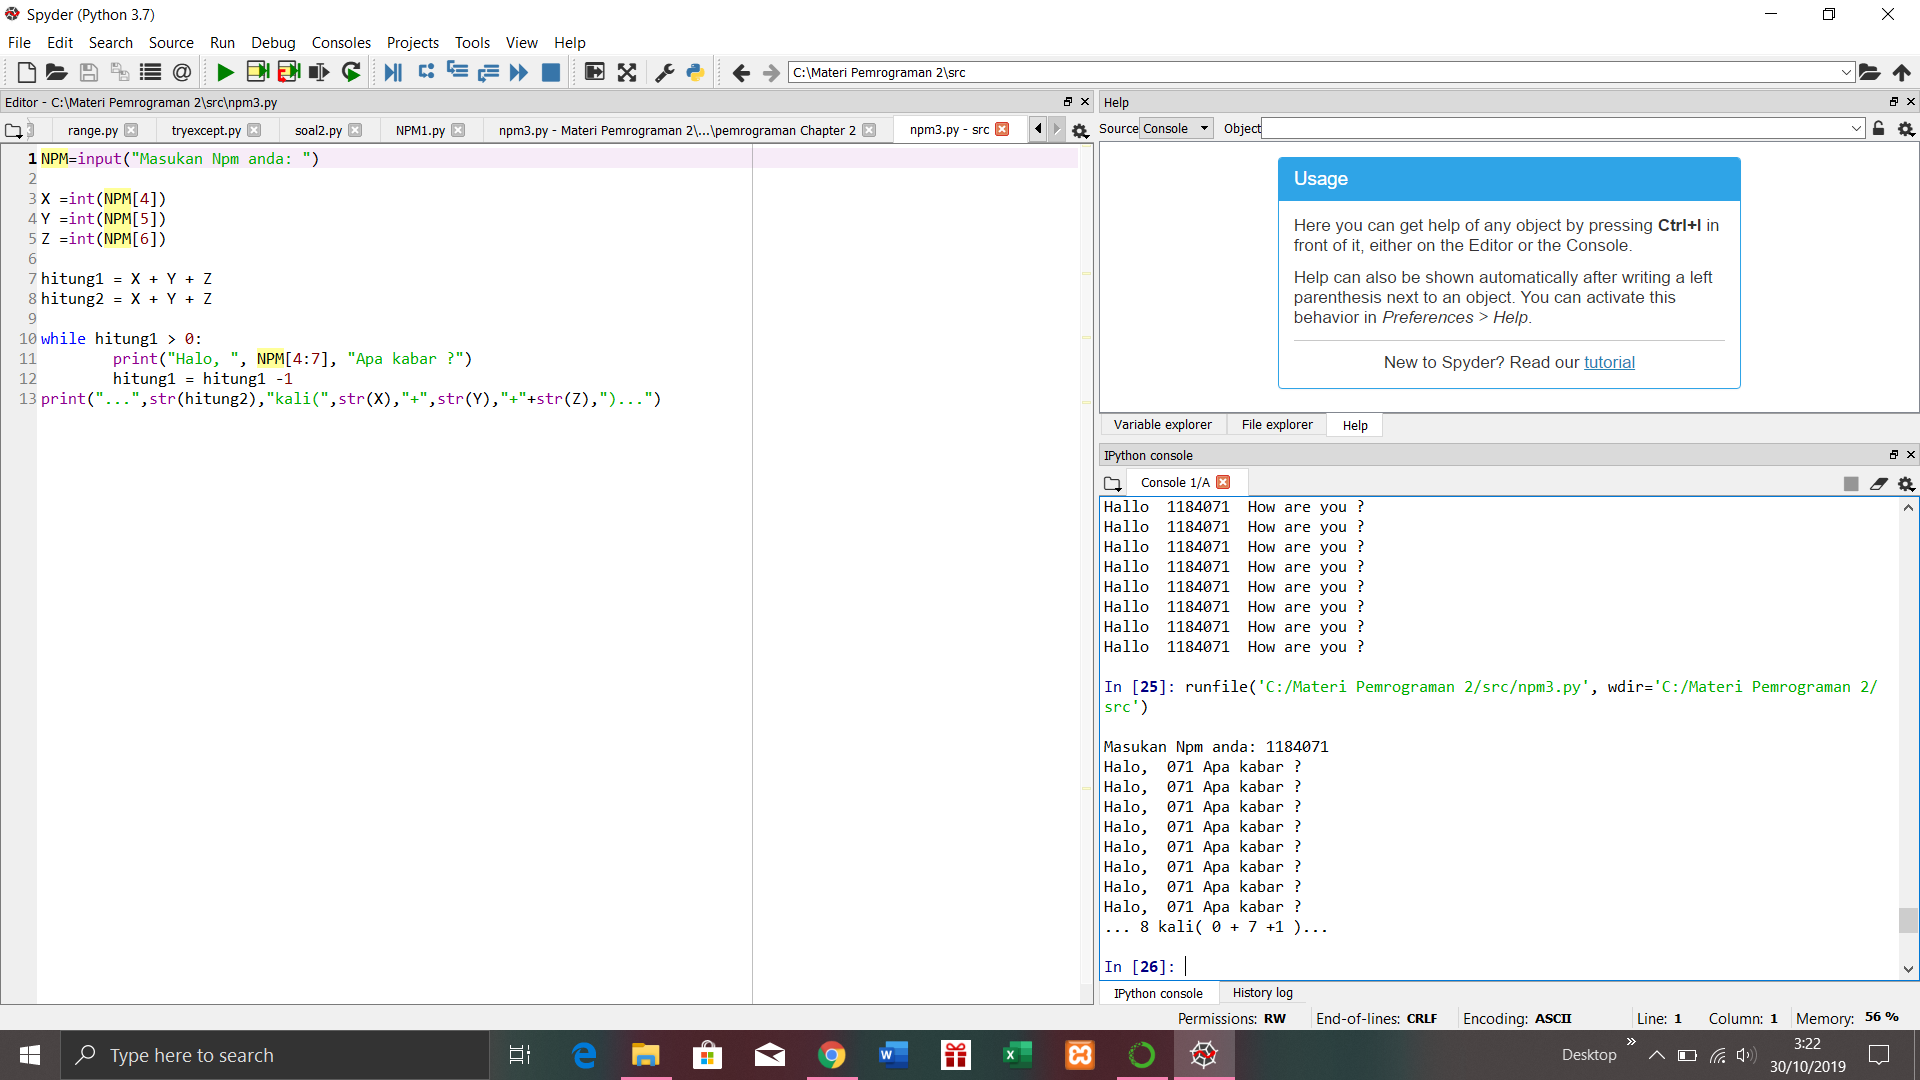 Spyder (Python 3.7)
File Edit Search Source Run Debug Consoles Projects Tools View Help
C:\Materi Pemrograman 2\src
Editor - C:\Materi Pemrograman 2\src\npm3.py
range.py tryexcept.py soal2.py NPM1.py npm3.py - Materi Pemrograman 2\...\pemrograman Chapter 2 npm3.py - src
1 NPM=input("Masukan Npm anda: ")
2
3 X =int(NPM[4])
4 Y =int(NPM[5])
5 Z =int(NPM[6])
6
7 hitung1 = X + Y + Z
8 hitung2 = X + Y + Z
9
10 while hitung1 > 0:
11 print("Halo, ", NPM[4:7], "Apa kabar ?")
12 hitung1 = hitung1 -1
13 print("...",str(hitung2),"kali(",str(X),"+",str(Y),"+"+str(Z),")...")
Help
Source Console Object
Usage
Here you can get help of any object by pressing Ctrl+I in
front of it, either on the Editor or the Console.
Help can also be shown automatically after writing a left
parenthesis next to an object. You can activate this
behavior in Preferences > Help.
New to Spyder? Read our tutorial
Variable explorer File explorer Help
IPython console
Console 1/A
Hallo  1184071  How are you ?
Hallo  1184071  How are you ?
Hallo  1184071  How are you ?
Hallo  1184071  How are you ?
Hallo  1184071  How are you ?
Hallo  1184071  How are you ?
Hallo  1184071  How are you ?
Hallo  1184071  How are you ?
In [25]: runfile('C:/Materi Pemrograman 2/src/npm3.py', wdir='C:/Materi Pemrograman 2/
src')
Masukan Npm anda: 1184071
Halo,  071 Apa kabar ?
Halo,  071 Apa kabar ?
Halo,  071 Apa kabar ?
Halo,  071 Apa kabar ?
Halo,  071 Apa kabar ?
Halo,  071 Apa kabar ?
Halo,  071 Apa kabar ?
Halo,  071 Apa kabar ?
... 8 kali( 0 + 7 +1 )...
In [26]:
IPython console History log
Permissions: RW End-of-lines: CRLF Encoding: ASCII Line: 1 Column: 1 Memory: 56 %
Type here to search
Desktop
3:22
30/10/2019